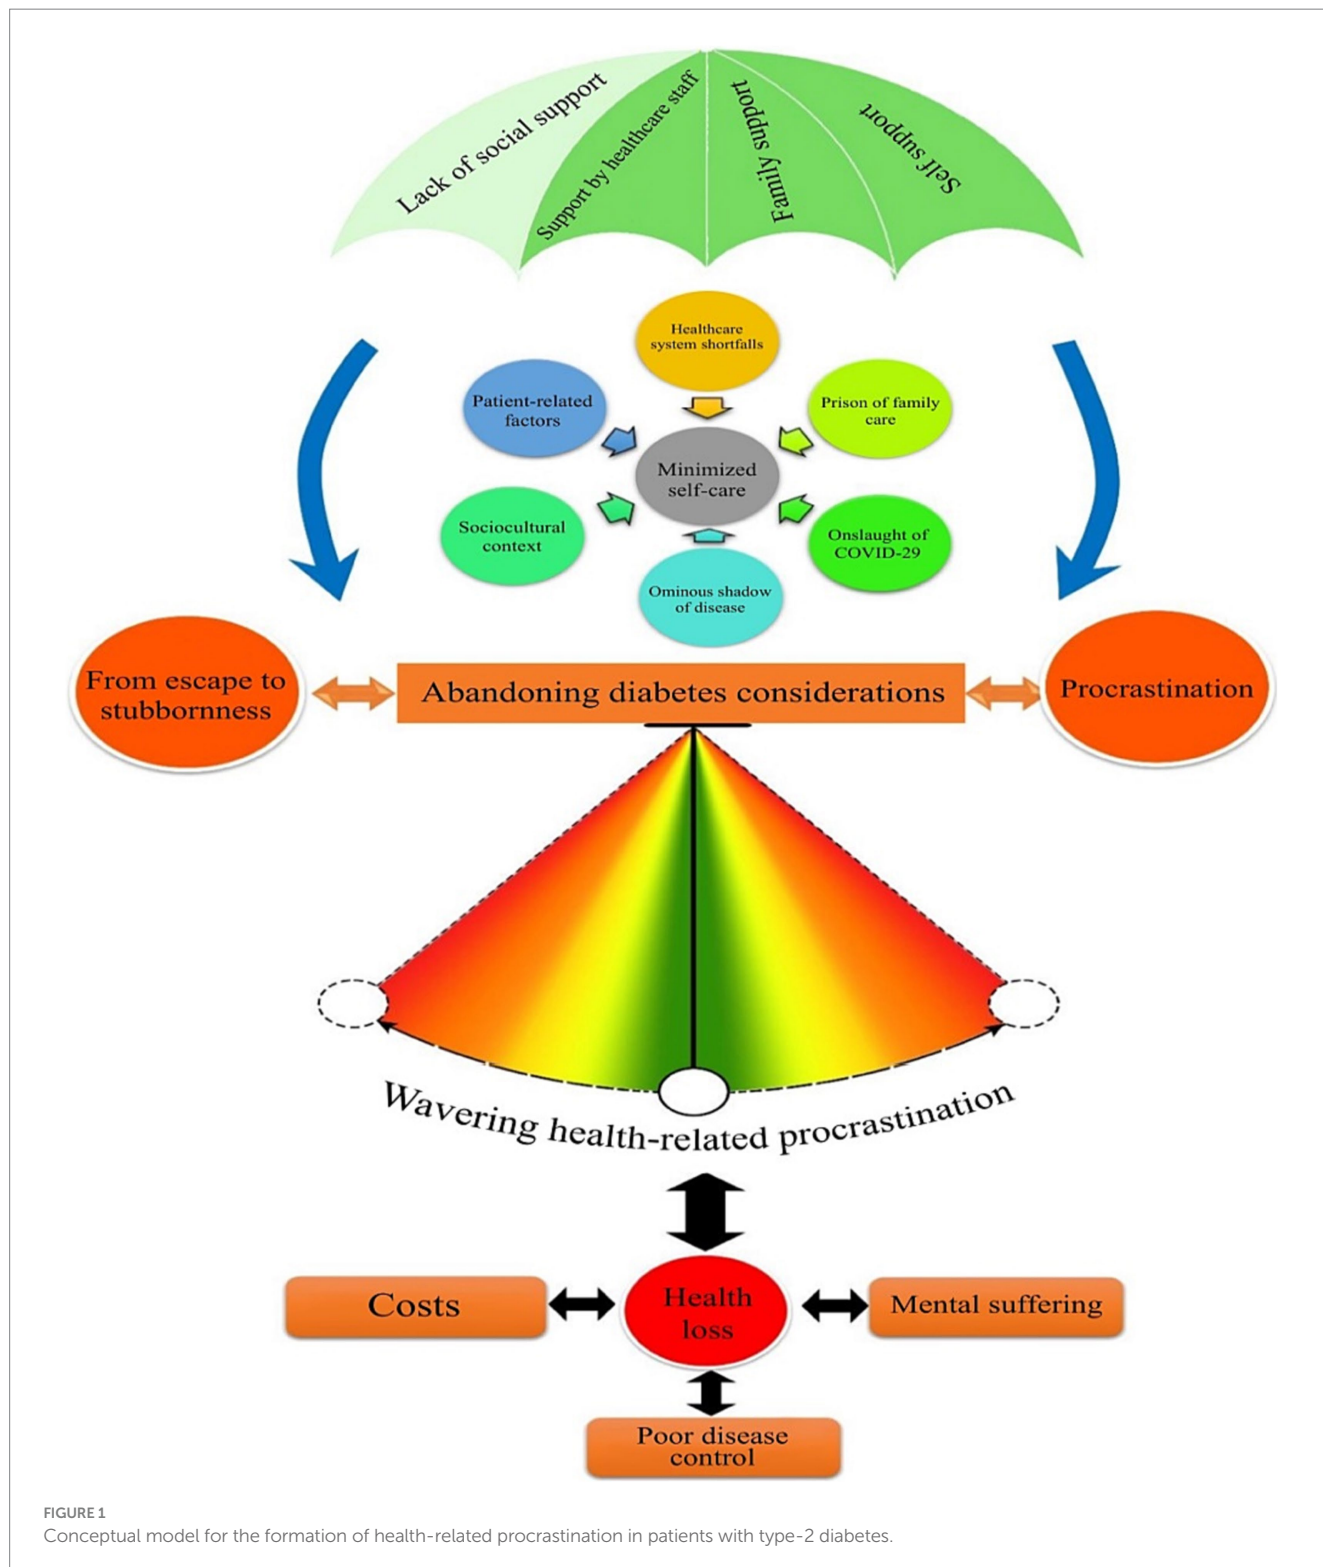 Lack of social support
Support by healthcare staff
Family support
Self support
Healthcare
system shortfalls
Patient-related
factors
Prison of family
care
Minimized
self-care
Sociocultural
context
Onslaught of
COVID-29
Ominous shadow
of disease
From escape to
stubbornness
Abandoning diabetes considerations
Procrastination
Wavering health-related procrastination
Costs
Health
loss
Mental suffering
Poor disease
control
FIGURE 1
Conceptual model for the formation of health-related procrastination in patients with type-2 diabetes.